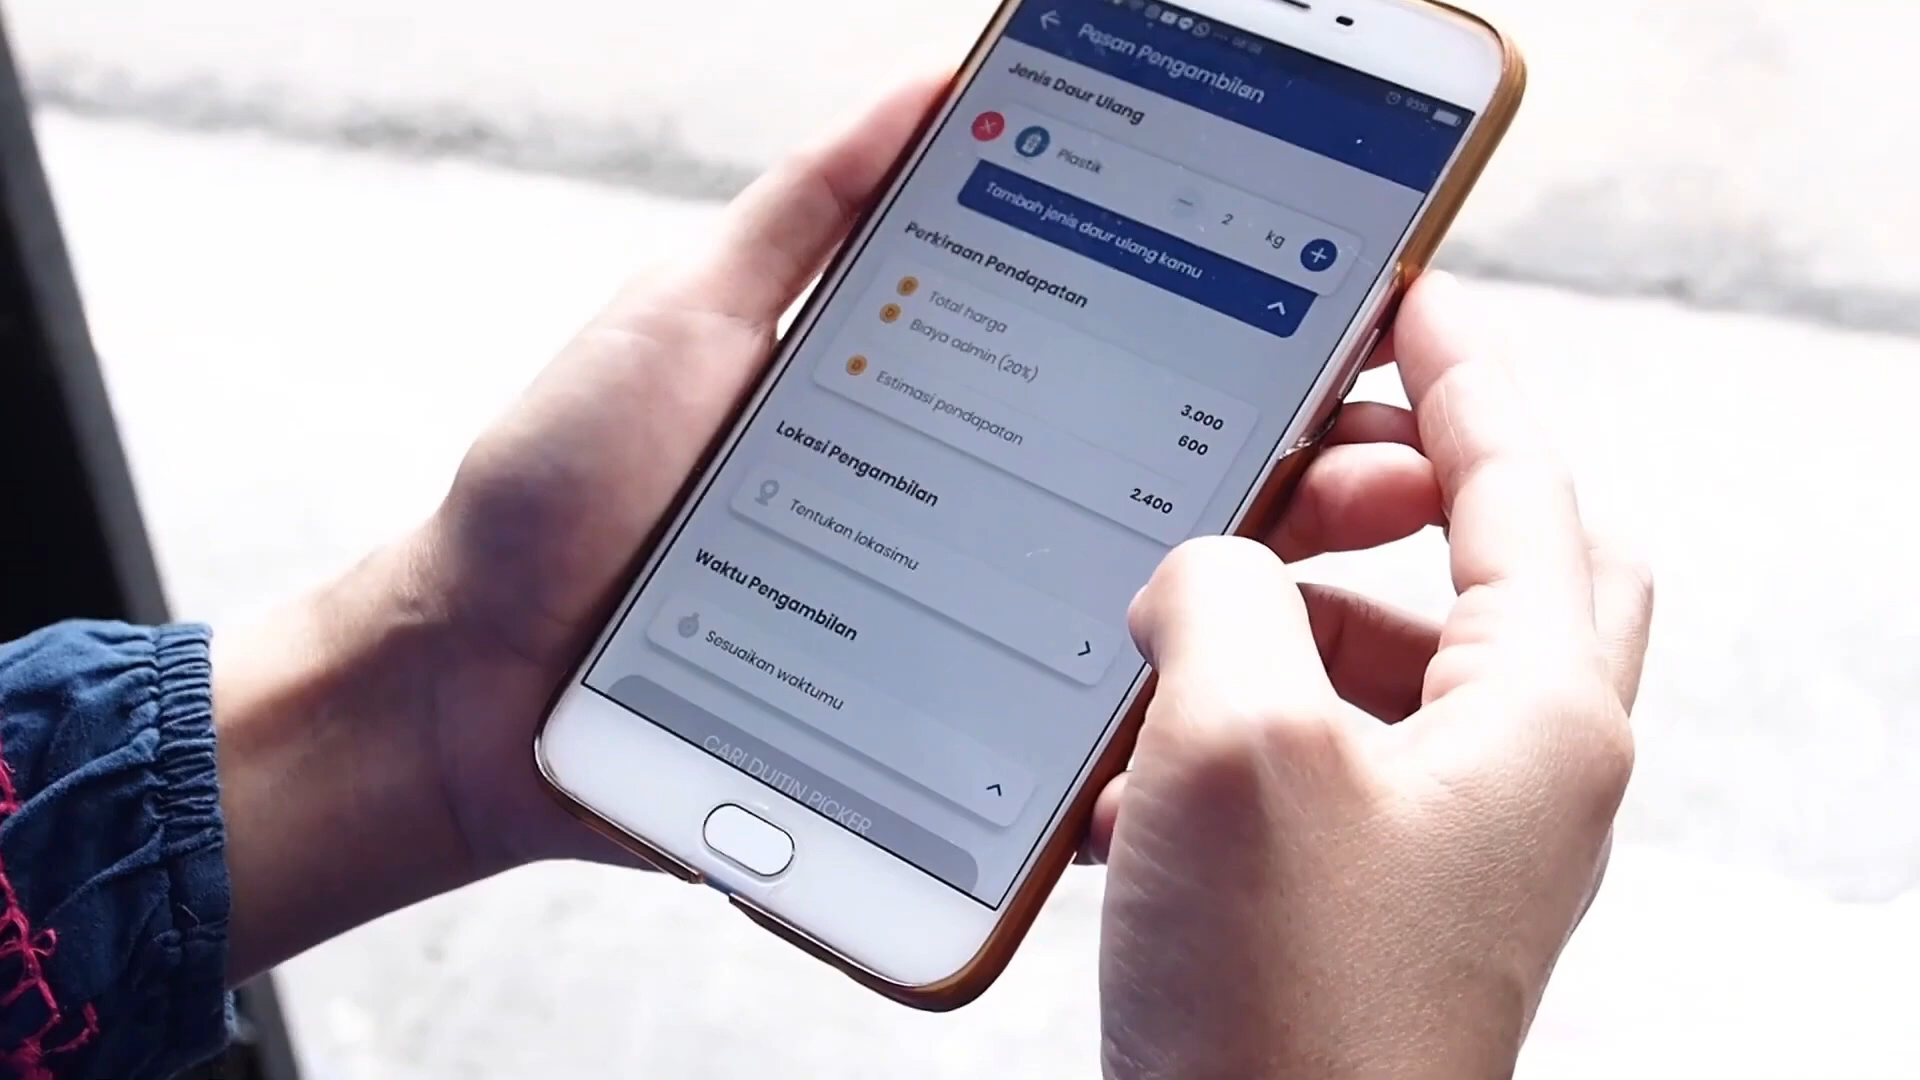 Pasan Pengambilan
95%
Jenis Daur Ulang
Plastik
2 kg
Tambah jenis daur ulang kamu
Perkiraan Pendapatan
Total harga 3.000
Biaya admin (20%) 600
Estimasi pendapatan 2.400
Lokasi Pengambilan
Tentukan lokasimu
Waktu Pengambilan
Sesuaikan waktumu
CARI DUITIN PICKER